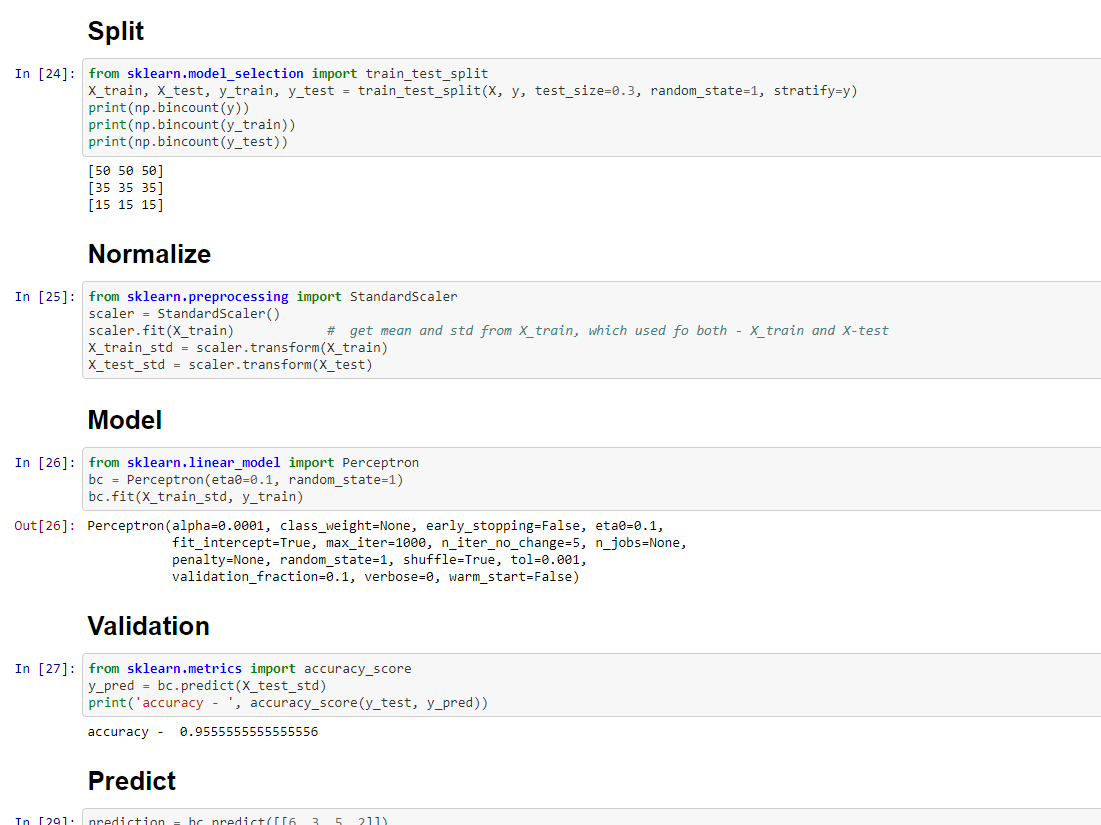 Split
In [24]: from sklearn.model_selection import train_test_split
X_train, X_test, y_train, y_test = train_test_split(X, y, test_size=0.3, random_state=1, stratify=y)
print(np.bincount(y))
print(np.bincount(y_train))
print(np.bincount(y_test))
[50 50 50]
[35 35 35]
[15 15 15]
Normalize
In [25]: from sklearn.preprocessing import StandardScaler
scaler = StandardScaler()
scaler.fit(X_train)            #  get mean and std from X_train, which used fo both - X_train and X-test
X_train_std = scaler.transform(X_train)
X_test_std = scaler.transform(X_test)
Model
In [26]: from sklearn.linear_model import Perceptron
bc = Perceptron(eta0=0.1, random_state=1)
bc.fit(X_train_std, y_train)
Out[26]: Perceptron(alpha=0.0001, class_weight=None, early_stopping=False, eta0=0.1,
fit_intercept=True, max_iter=1000, n_iter_no_change=5, n_jobs=None,
penalty=None, random_state=1, shuffle=True, tol=0.001,
validation_fraction=0.1, verbose=0, warm_start=False)
Validation
In [27]: from sklearn.metrics import accuracy_score
y_pred = bc.predict(X_test_std)
print('accuracy - ', accuracy_score(y_test, y_pred))
accuracy -  0.9555555555555556
Predict
In [29]: prediction = bc.predict([[6, 3, 5, 2]])